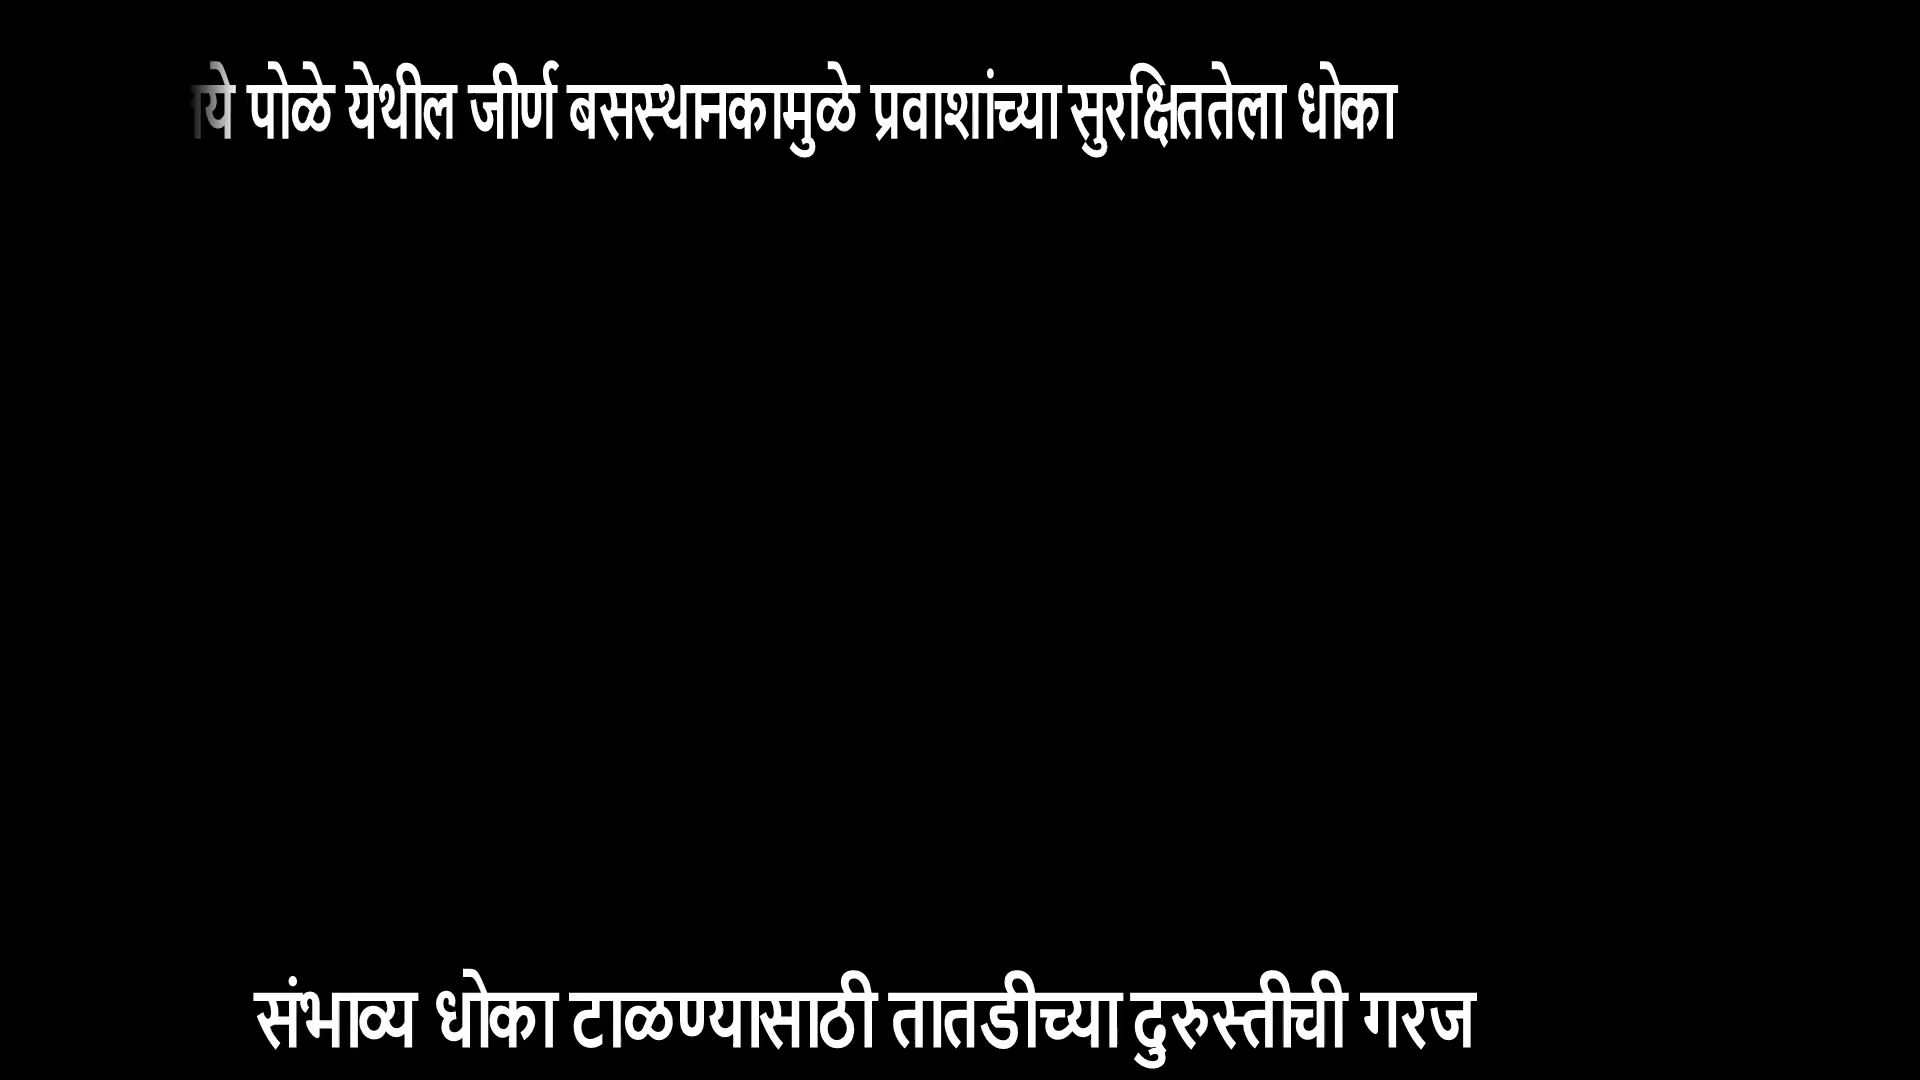 पोळे येथील जीर्ण बसस्थानकामुळे प्रवाशांच्या सुरक्षिततेला धोका
संभाव्य धोका टाळण्यासाठी तातडीच्या दुरुस्तीची गरज